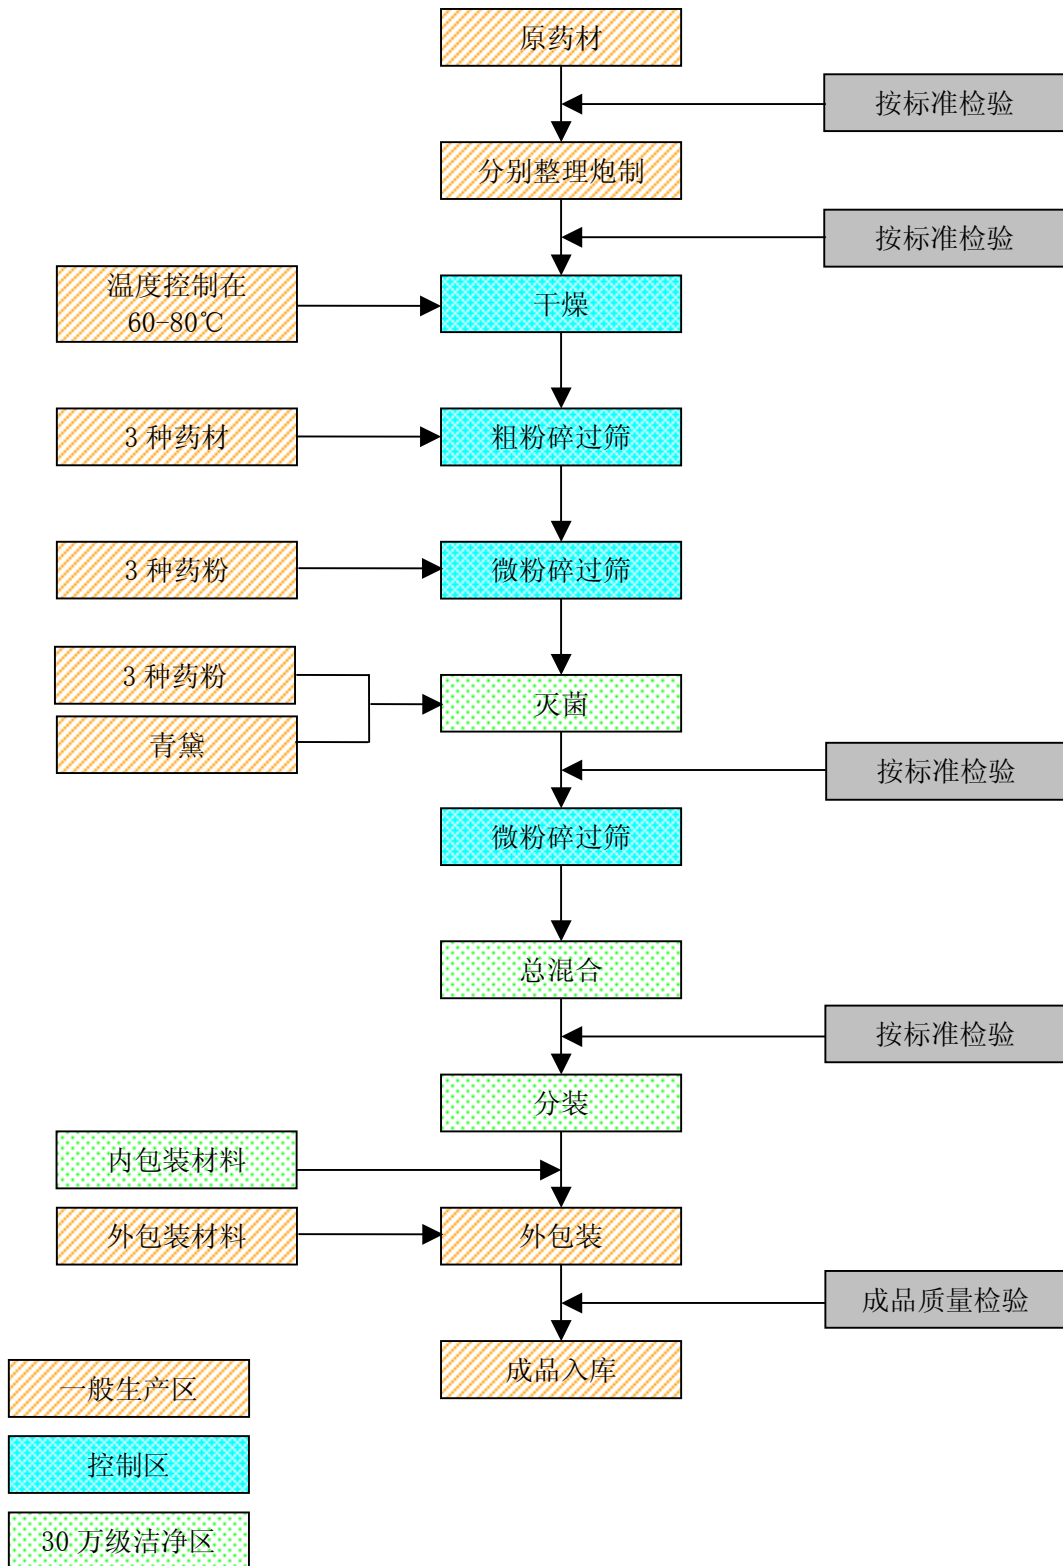 原药材
按标准检验
分别整理炮制
按标准检验
温度控制在
60-80℃
干燥
3 种药材
粗粉碎过筛
3 种药粉
微粉碎过筛
3 种药粉
灭菌
青黛
按标准检验
微粉碎过筛
总混合
按标准检验
分装
内包装材料
外包装材料
外包装
成品质量检验
成品入库
一般生产区
控制区
30 万级洁净区